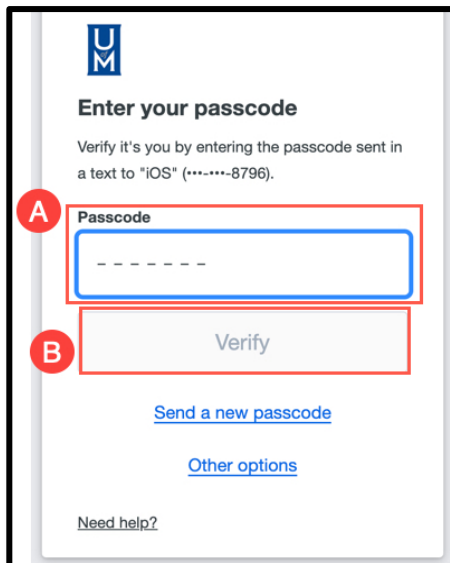 U of M
Enter your passcode
Verify it's you by entering the passcode sent in
a text to "iOS" (•••-•••-8796).
A
Passcode
- - - - - - -
B
Verify
Send a new passcode
Other options
Need help?